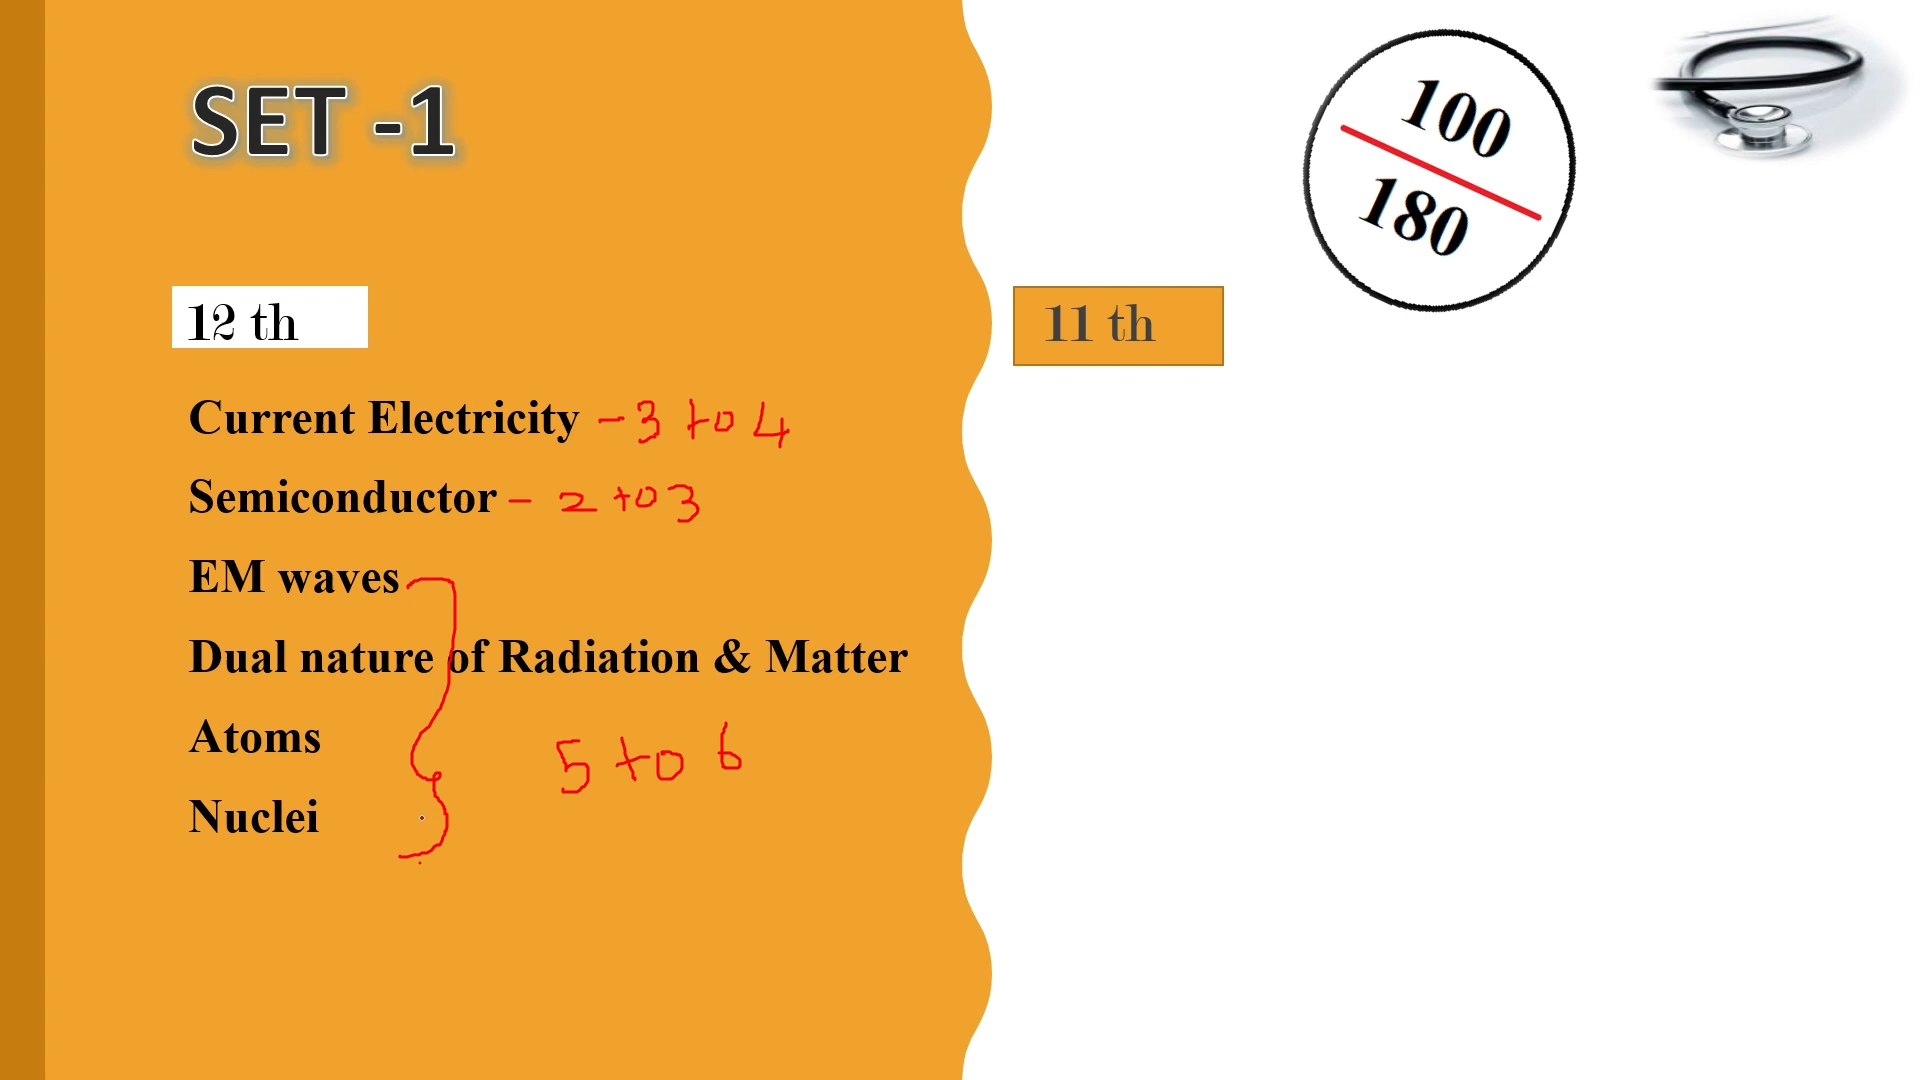 SET -1
100
180
12 th
11 th
Current Electricity - 3 to 4
Semiconductor - 2 to 3
EM waves
Dual nature of Radiation & Matter
Atoms
5 to 6
Nuclei